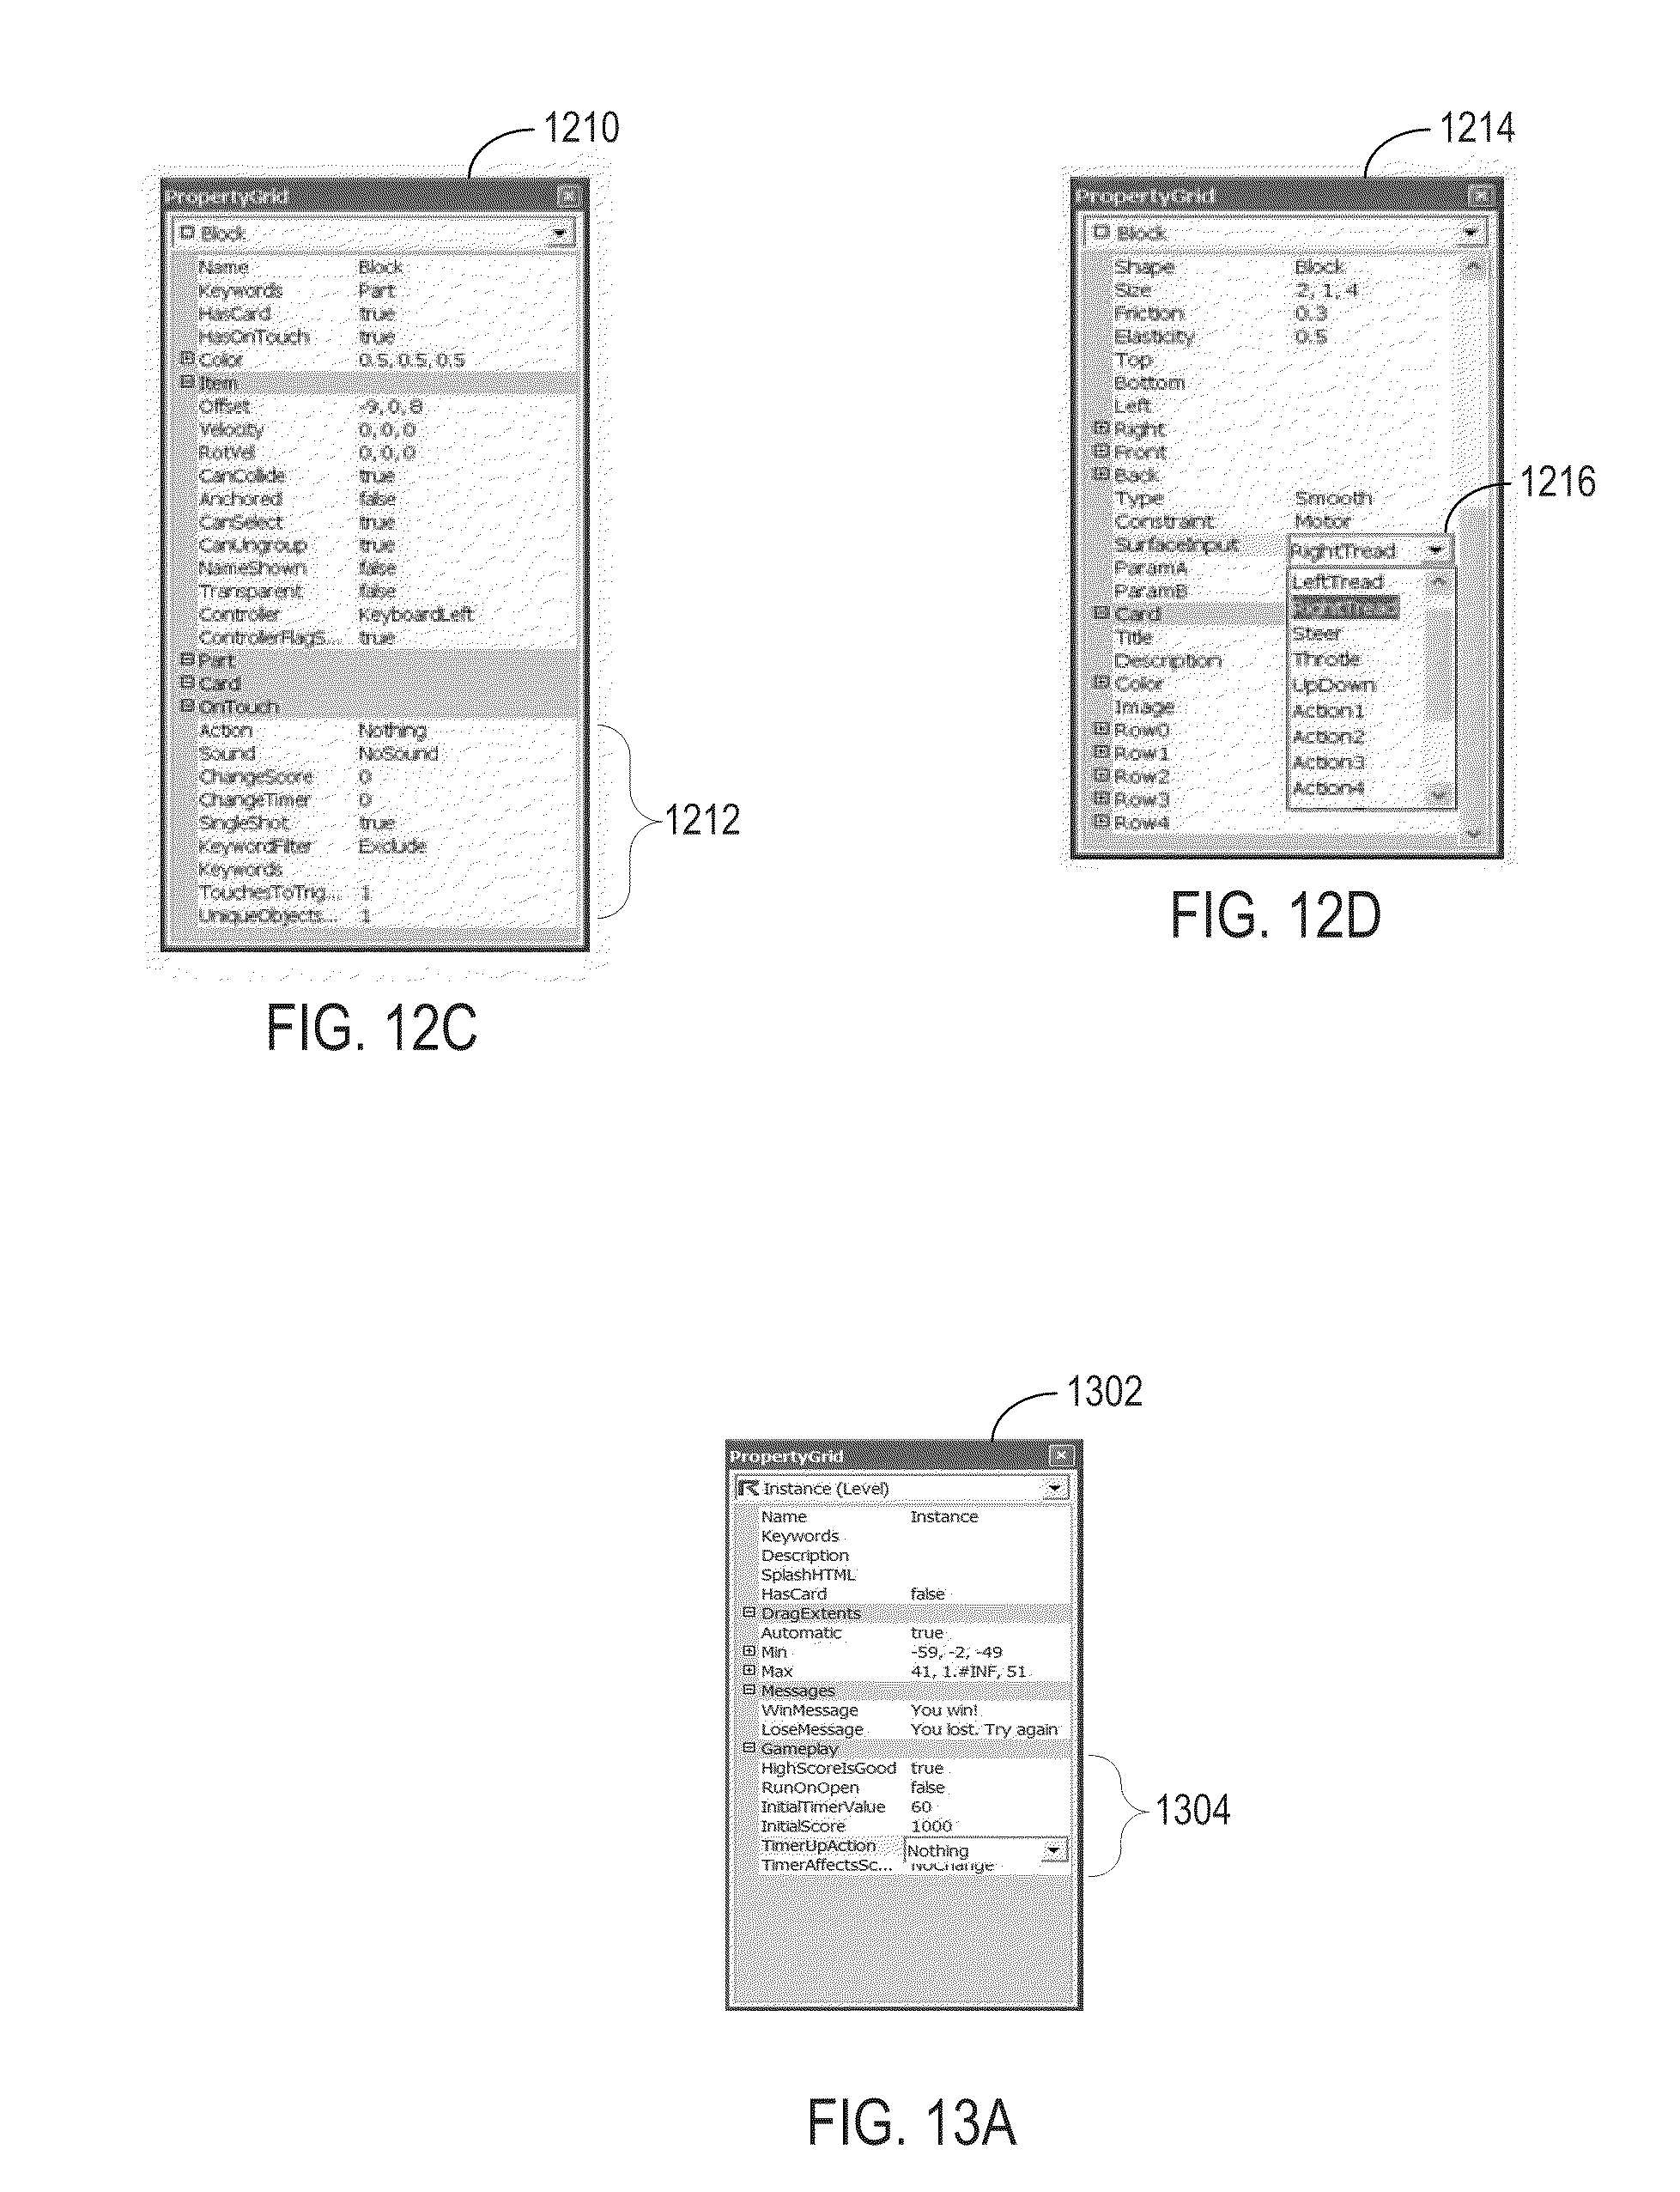 1210
PropertyGrid
Block
Name Block
Keywords Part
HasCard true
HasOnTouch true
Color 0.5, 0.5, 0.5
Item
Offset -9, 0, 8
Velocity 0, 0, 0
RotVel 0, 0, 0
CanCollide true
Anchored false
CanSelect true
CanUngroup true
NameShown false
Transparent false
Controller KeyboardLeft
ControllerFlagS... true
Part
Card
OnTouch
Action Nothing
Sound NoSound
ChangeScore 0
ChangeTimer 0
SingleShot true
KeywordFilter Exclude
Keywords
TouchesToTrig... 1
UniqueObjects... 1
1212
FIG. 12C
1214
PropertyGrid
Block
Shape Block
Size 2, 1, 4
Friction 0.3
Elasticity 0.5
Top
Bottom
Left
Right
Front
Back
Type Smooth
Constraint Motor
SurfaceInput RightTread
ParamA
ParamB
Card
Title
Description
Color
Image
Row0
Row1
Row2
Row3
Row4
LeftTread
Steer
Throtle
UpDown
Action1
Action2
Action3
Action4
1216
FIG. 12D
1302
PropertyGrid
Instance (Level)
Name Instance
Keywords
Description
SplashHTML
HasCard false
DragExtents
Automatic true
Min -59, -2, -49
Max 41, 1.#INF, 51
Messages
WinMessage You win!
LoseMessage You lost. Try again
Gameplay
HighScoreIsGood true
RunOnOpen false
InitialTimerValue 60
InitialScore 1000
TimerUpAction Nothing
TimerAffectsSc... NoChange
1304
FIG. 13A